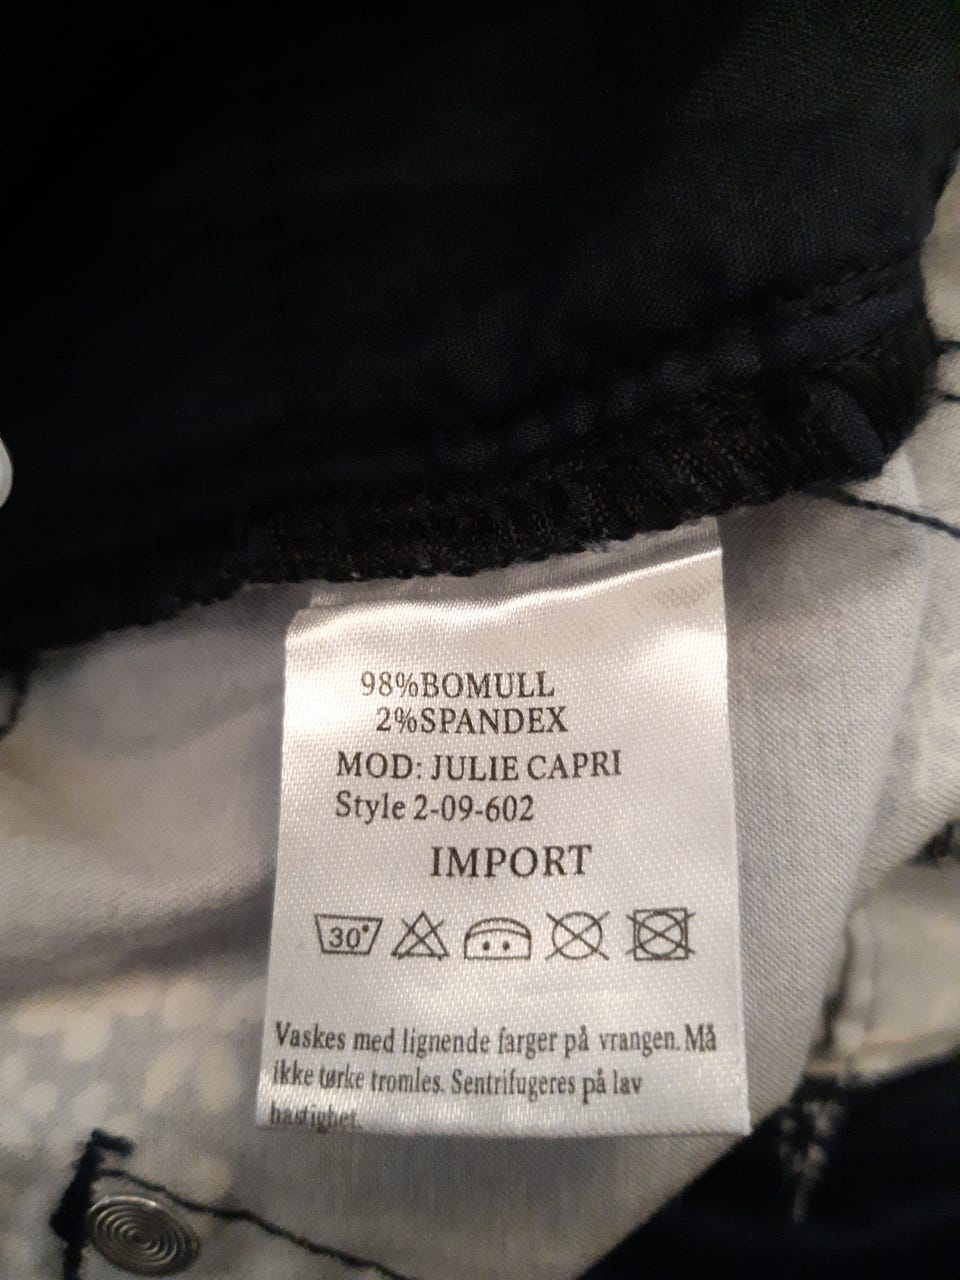 98%BOMULL
2%SPANDEX
MOD: JULIE CAPRI
Style 2-09-602
IMPORT
30°
Vaskes med lignende farger på vrangen. Må
ikke tørke tromles. Sentrifugeres på lav
hastighet.